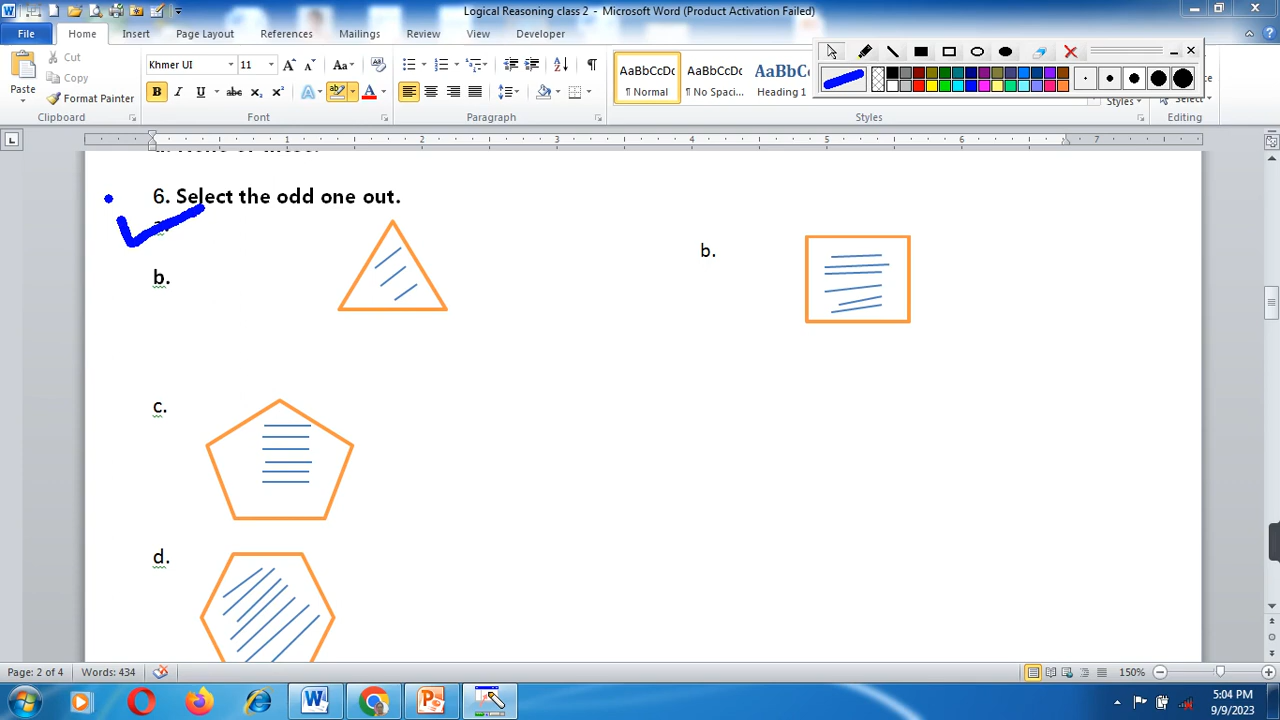 Logical Reasoning class 2 - Microsoft Word (Product Activation Failed)
File Home Insert Page Layout References Mailings Review View Developer
Paste
Cut
Copy
Format Painter
Clipboard
Khmer UI 11
Font
Paragraph
AaBbCcDc AaBbCcDc AaBbCc
¶ Normal ¶ No Spaci... Heading 1
Styles
Styles
Select
Editing
6. Select the odd one out.
b.
b.
c.
d.
Page: 2 of 4 Words: 434 150%
5:04 PM
9/9/2023